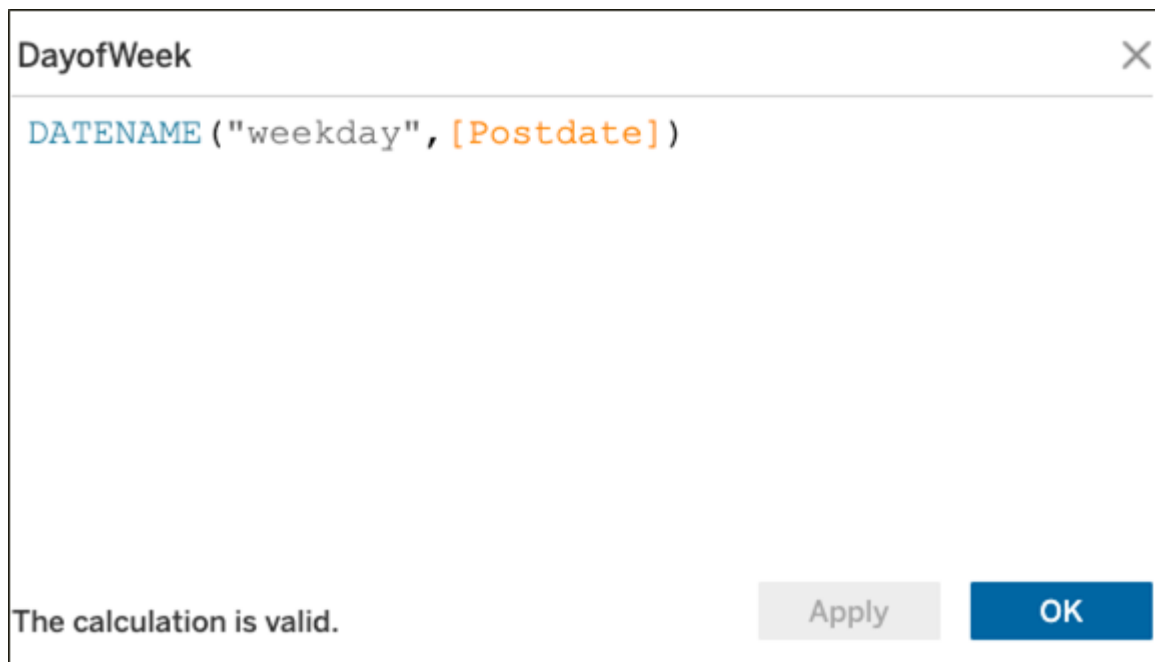 DayofWeek
DATENAME("weekday",[Postdate])
The calculation is valid.
Apply
OK